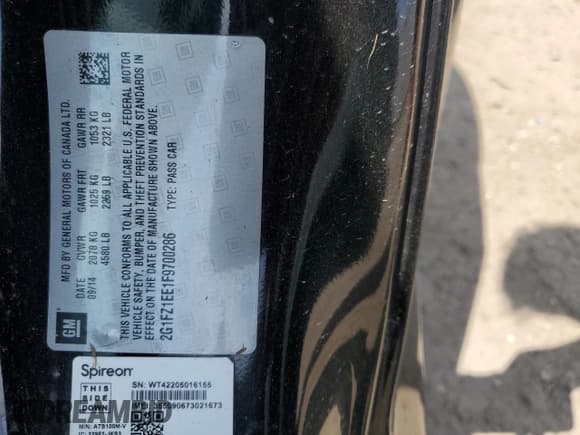 MFD BY GENERAL MOTORS OF CANADA LTD.
DATE GVWR GAWR FRT GAWR RR
09/14 2078 KG 1025 KG 1053 KG
4580 LB 2259 LB 2321 LB
THIS VEHICLE CONFORMS TO ALL APPLICABLE U.S. FEDERAL MOTOR
VEHICLE SAFETY, BUMPER, AND THEFT PREVENTION STANDARDS IN
EFFECT ON THE DATE OF MANUFACTURE SHOWN ABOVE.
2G1FZ1EE1F9700286 TYPE: PASS CAR
GM
Spireon
THIS
SIDE
DOWN
SN: WT42205016155
M/N: ATS100M-V